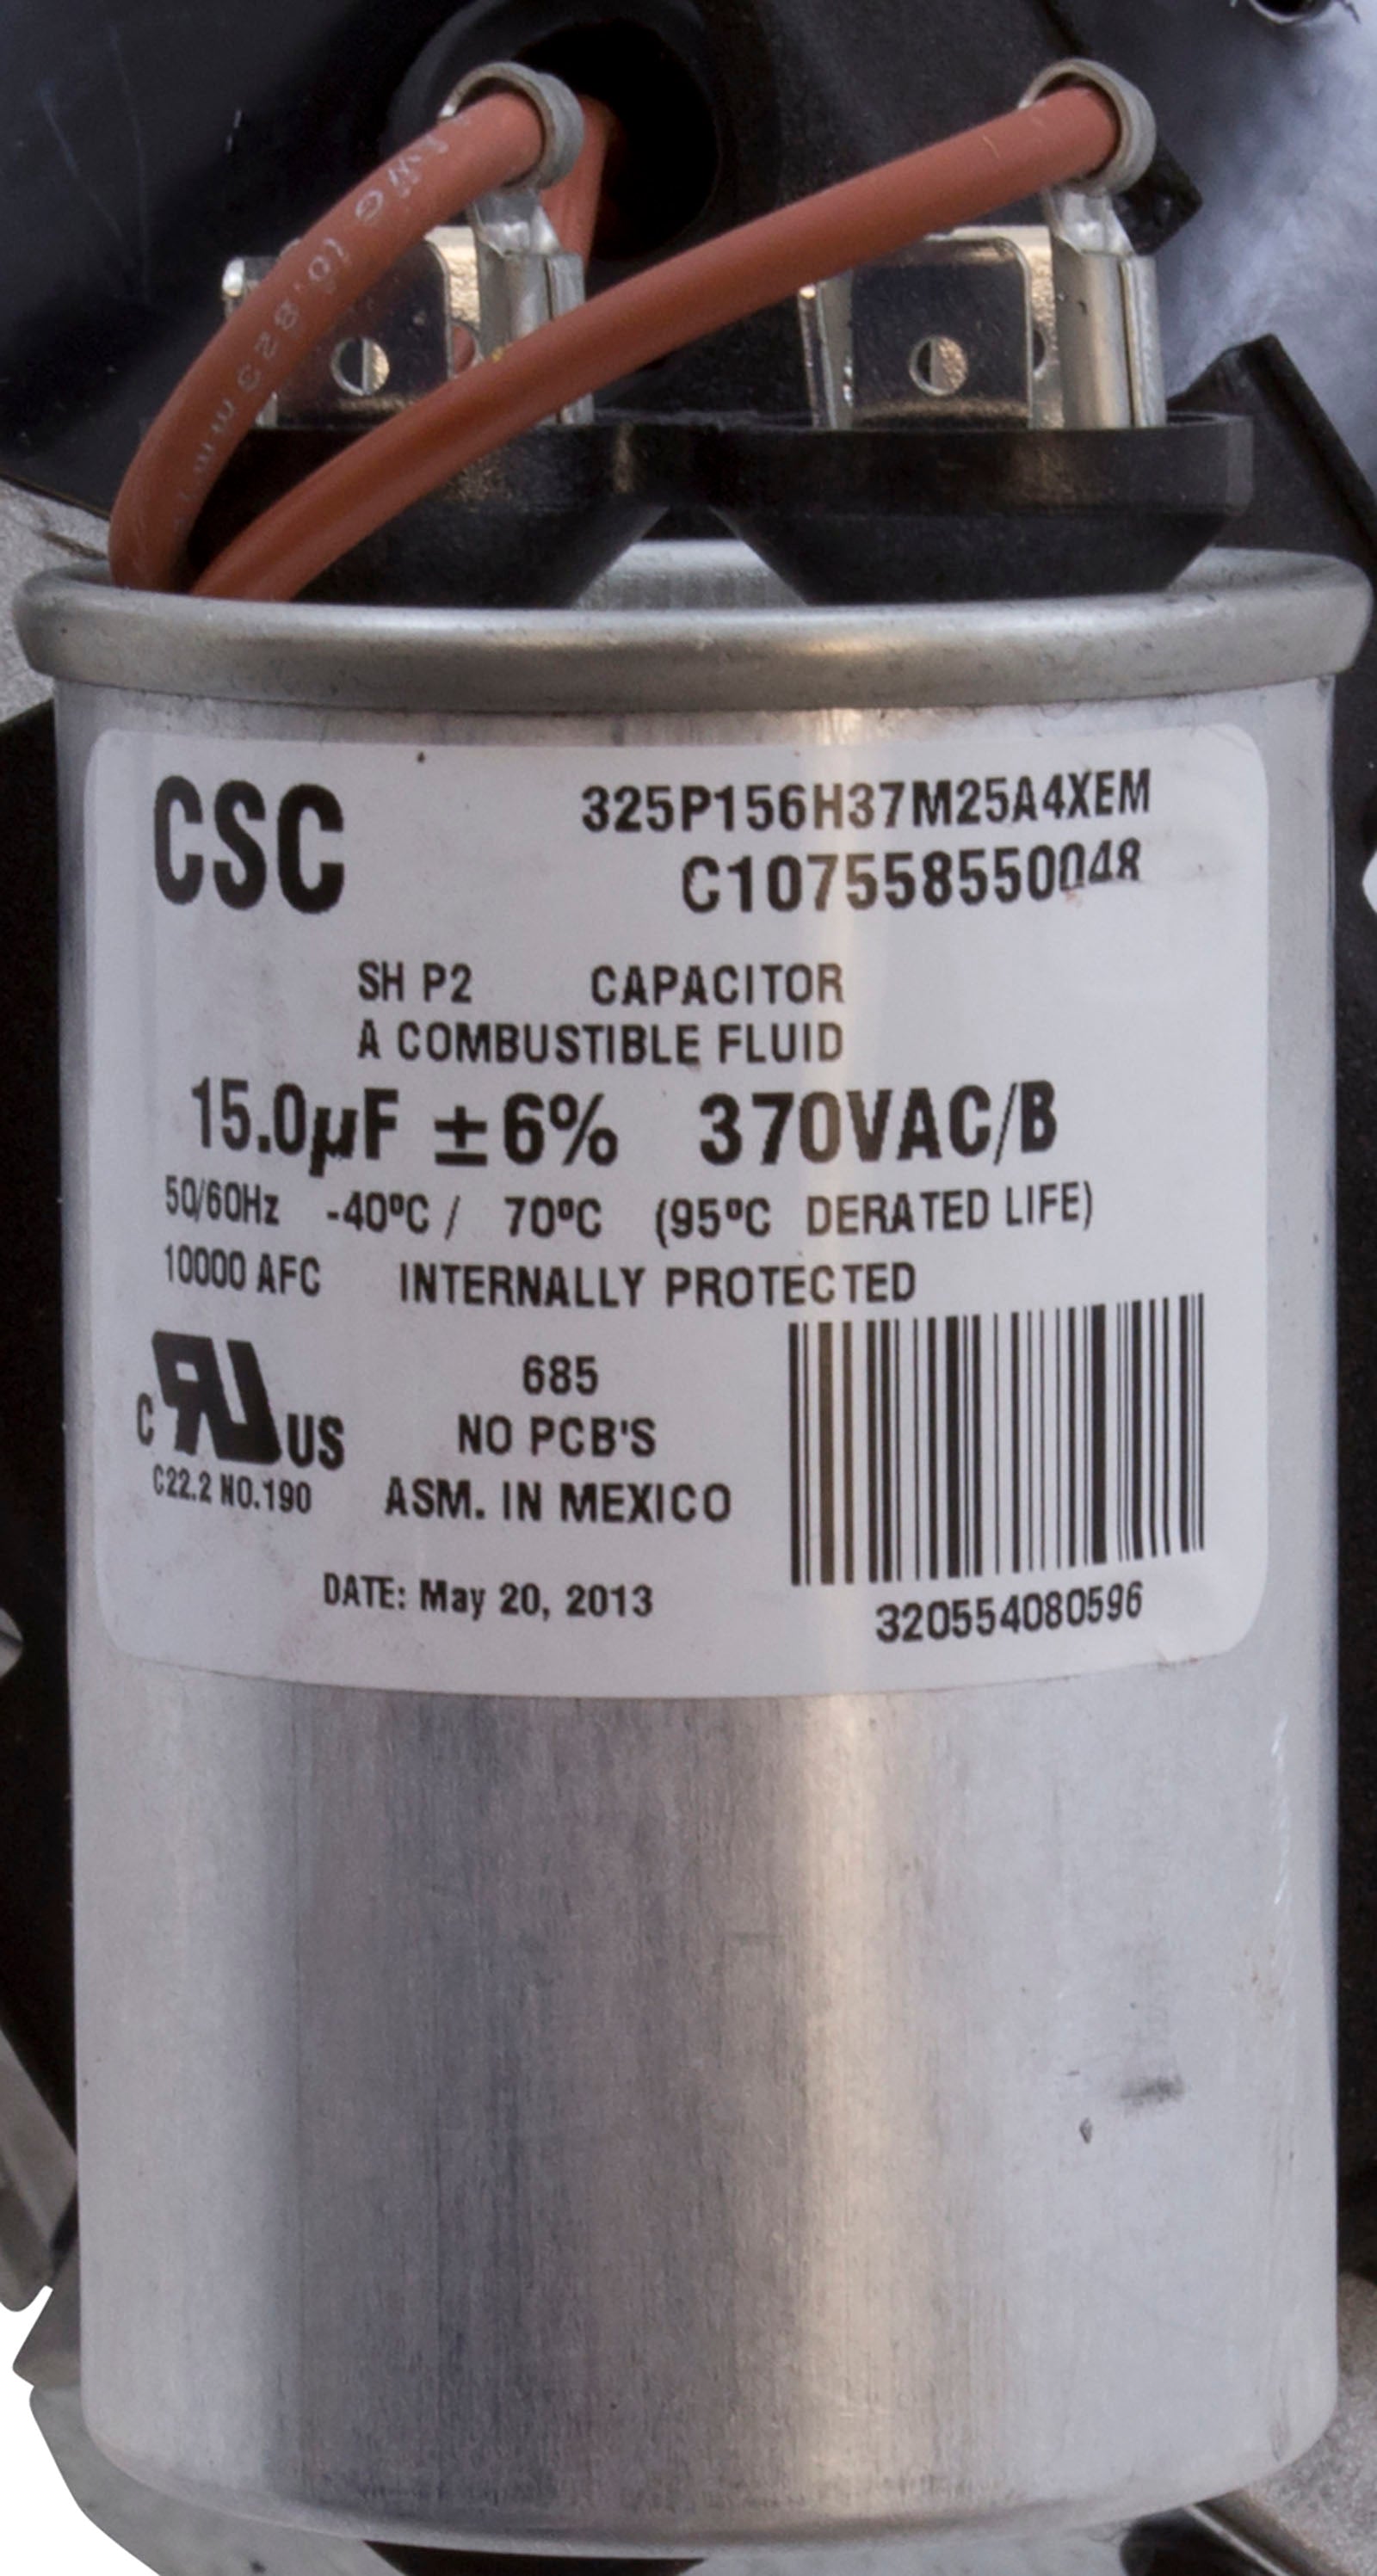 CSC
325P156H37M25A4XEM
C107558550048
SH P2 CAPACITOR
A COMBUSTIBLE FLUID
15.0µF ±6% 370VAC/B
50/60Hz -40ºC / 70ºC (95ºC DERATED LIFE)
10000 AFC INTERNALLY PROTECTED
C RU US
C22.2 NO.190
685
NO PCB'S
ASM. IN MEXICO
DATE: May 20, 2013
320554080596
AWG